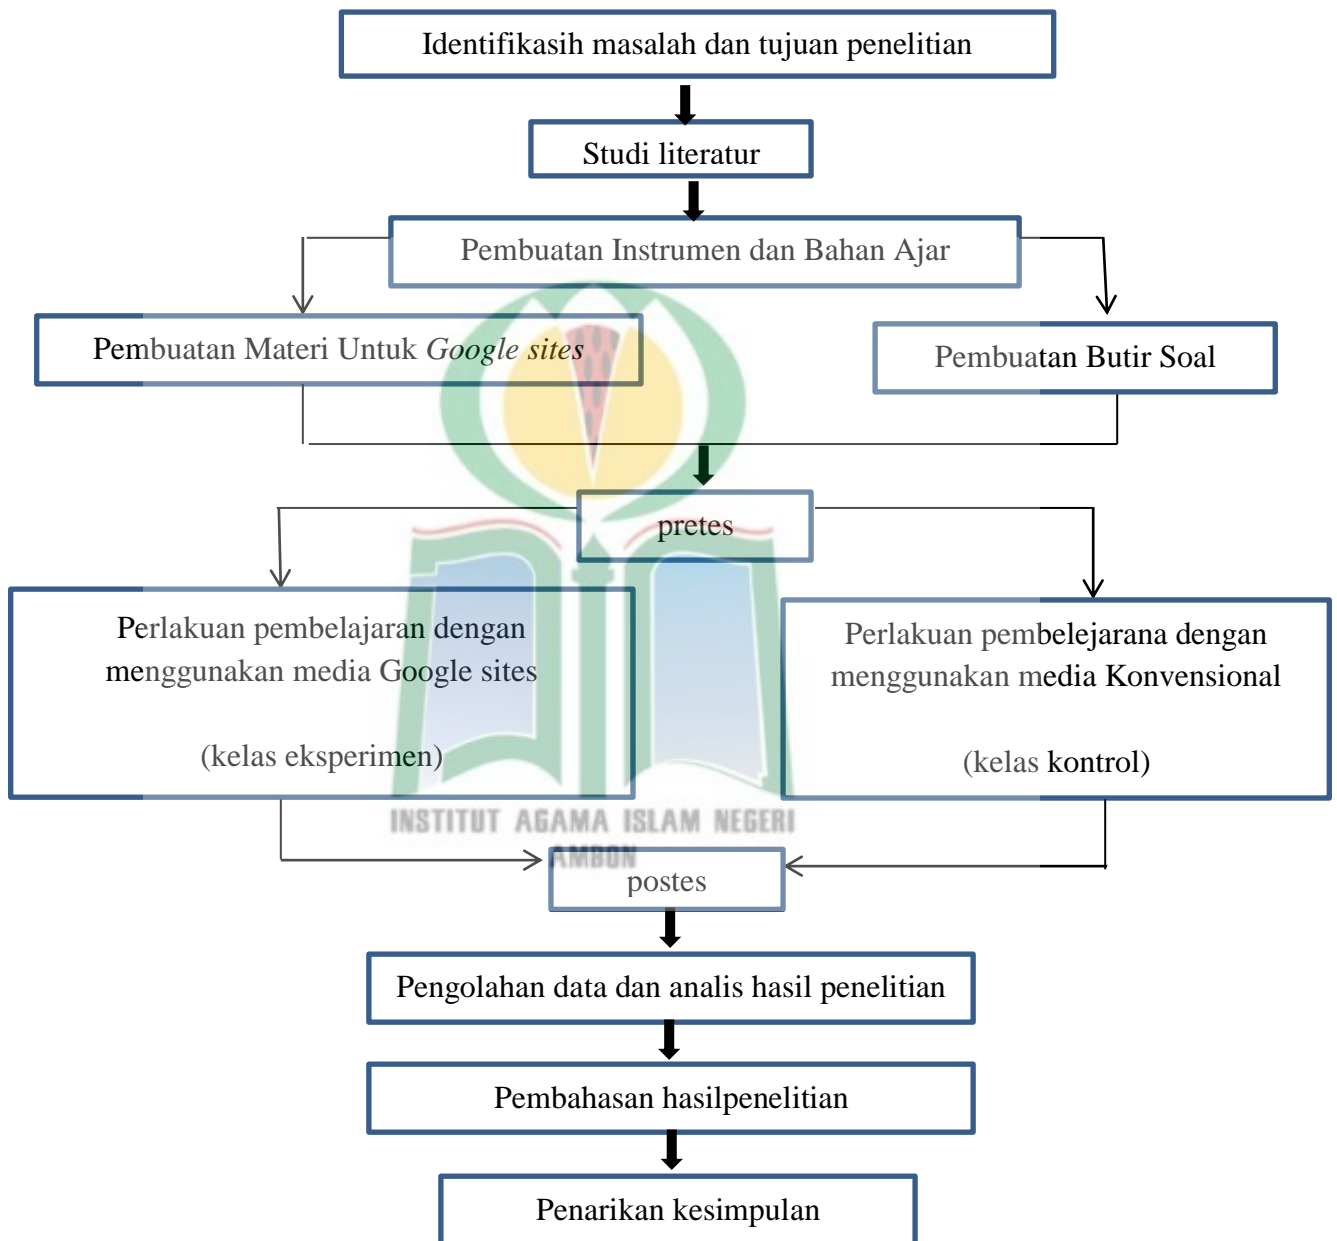 Identifikasih masalah dan tujuan penelitian
Studi literatur
Pembuatan Instrumen dan Bahan Ajar
Pembuatan Materi Untuk Google sites
Pembuatan Butir Soal
pretes
Perlakuan pembelajaran dengan
menggunakan media Google sites
(kelas eksperimen)
Perlakuan pembelejarana dengan
menggunakan media Konvensional
(kelas kontrol)
INSTITUT AGAMA ISLAM NEGERI
AMBON
postes
Pengolahan data dan analis hasil penelitian
Pembahasan hasilpenelitian
Penarikan kesimpulan